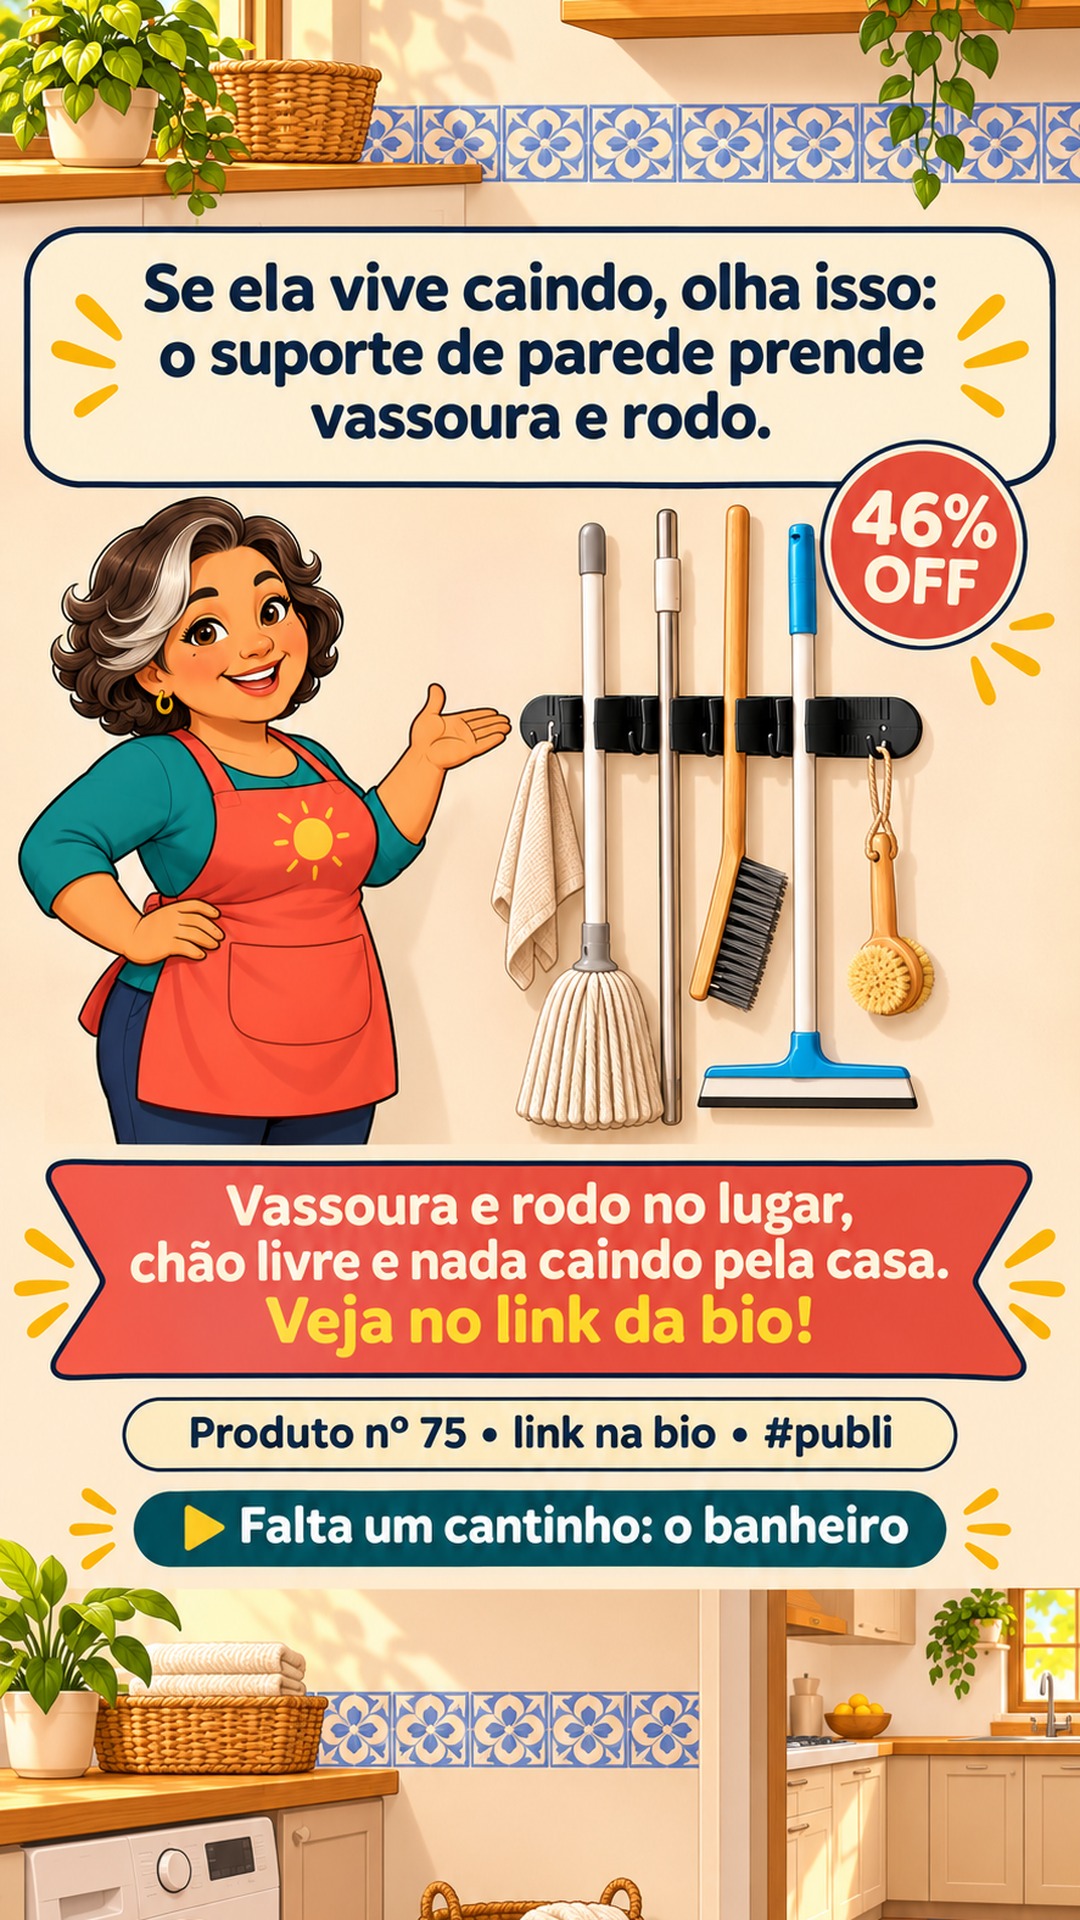 Se ela vive caindo, olha isso:
o suporte de parede prende
vassoura e rodo.
46%
OFF
Vassoura e rodo no lugar,
chão livre e nada caindo pela casa.
Veja no link da bio!
Produto nº 75 • link na bio • #publi
Falta um cantinho: o banheiro